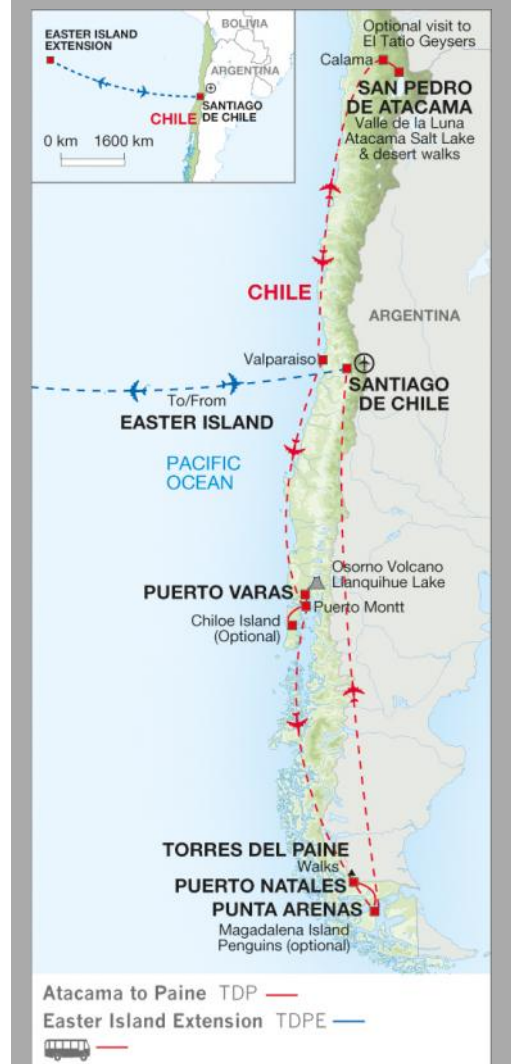 BOLIVIA
EASTER ISLAND
EXTENSION
ARGENTINA
SANTIAGO
DE CHILE
CHILE
0 km 1600 km
Optional visit to
El Tatio Geysers
Calama
SAN PEDRO
DE ATACAMA
Valle de la Luna
Atacama Salt Lake
& desert walks
CHILE
ARGENTINA
Valparaiso
SANTIAGO
DE CHILE
To/From
EASTER ISLAND
PACIFIC
OCEAN
Osorno Volcano
Llanquihue Lake
PUERTO VARAS
Puerto Montt
Chiloe Island
(Optional)
TORRES DEL PAINE
Walks
PUERTO NATALES
PUNTA ARENAS
Magadalena Island
Penguins (optional)
Atacama to Paine TDP
Easter Island Extension TDPE